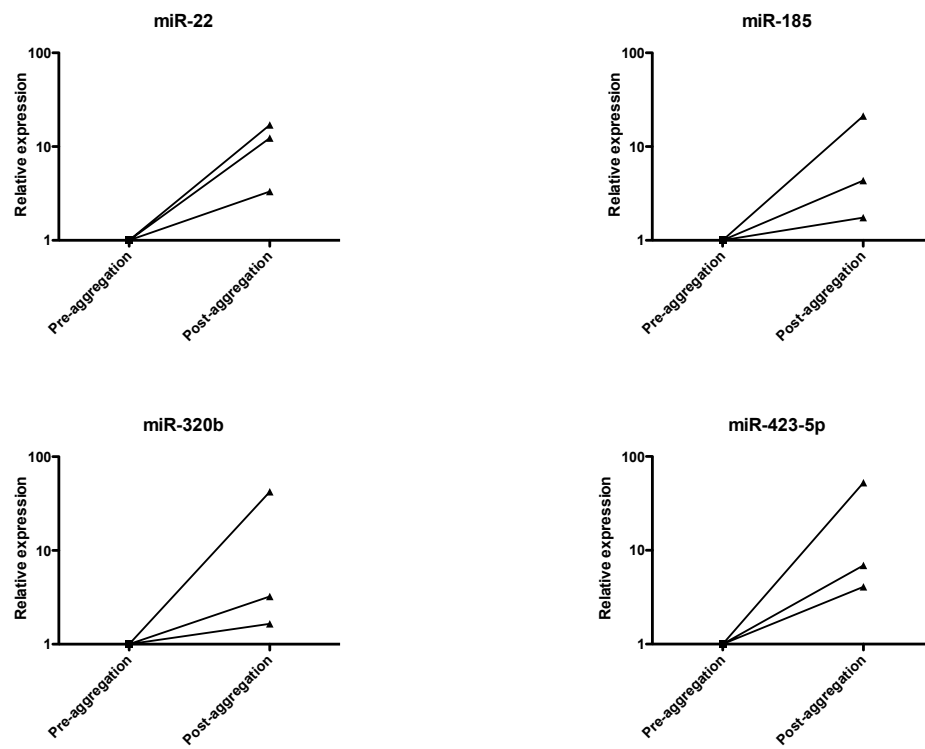 miR-22
Relative expression
100
10
1
Pre-aggregation
Post-aggregation
miR-185
Relative expression
100
10
1
Pre-aggregation
Post-aggregation
miR-320b
Relative expression
100
10
1
Pre-aggregation
Post-aggregation
miR-423-5p
Relative expression
100
10
1
Pre-aggregation
Post-aggregation